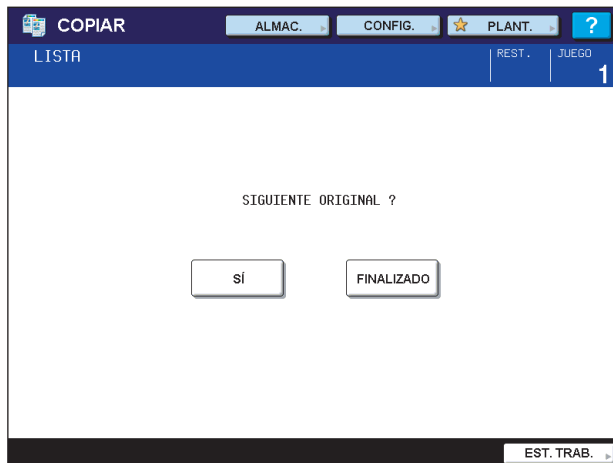 COPIAR ALMAC. CONFIG. PLANT. ?
LISTA REST. JUEGO
1
SIGUIENTE ORIGINAL ?
SÍ FINALIZADO
EST. TRAB.